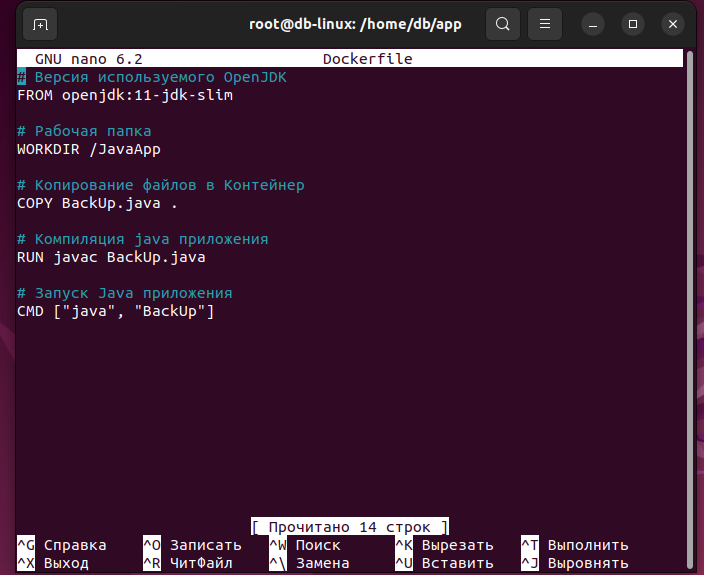 root@db-linux: /home/db/app
GNU nano 6.2 Dockerfile
# Версия используемого OpenJDK
FROM openjdk:11-jdk-slim
# Рабочая папка
WORKDIR /JavaApp
# Копирование файлов в Контейнер
COPY BackUp.java .
# Компиляция java приложения
RUN javac BackUp.java
# Запуск Java приложения
CMD ["java", "BackUp"]
[ Прочитано 14 строк ]
^G Справка ^O Записать ^W Поиск ^K Вырезать ^T Выполнить
^X Выход ^R ЧитФайл ^\ Замена ^U Вставить ^J Выровнять